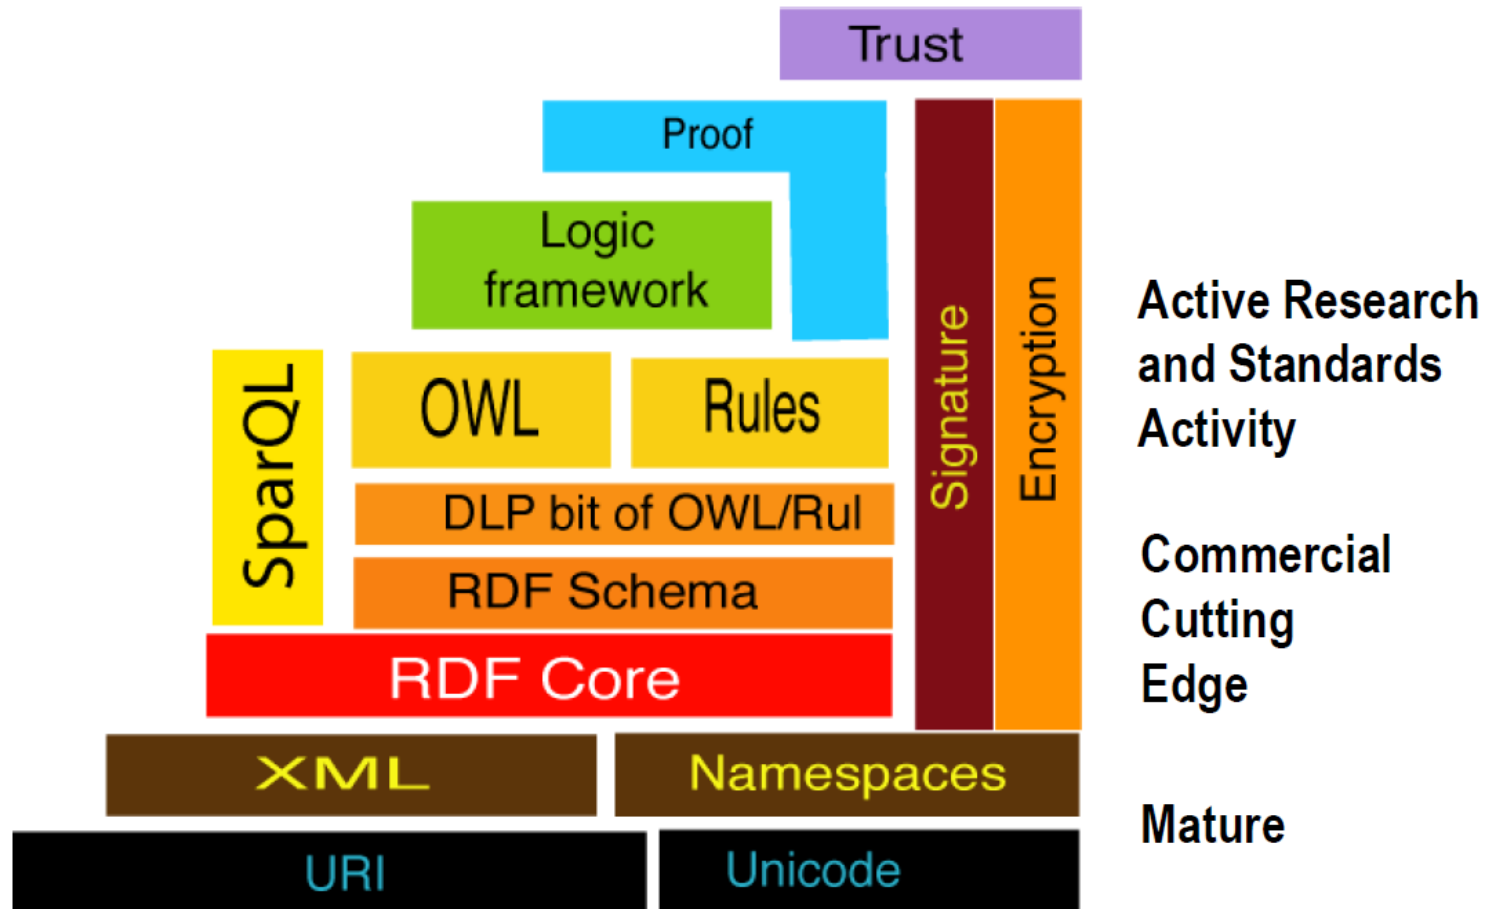 Trust
Proof
Logic
framework
Signature
Encryption
Active Research
and Standards
Activity
SparQL
OWL
Rules
DLP bit of OWL/Rul
RDF Schema
Commercial
Cutting
Edge
RDF Core
XML
Namespaces
Mature
URI
Unicode